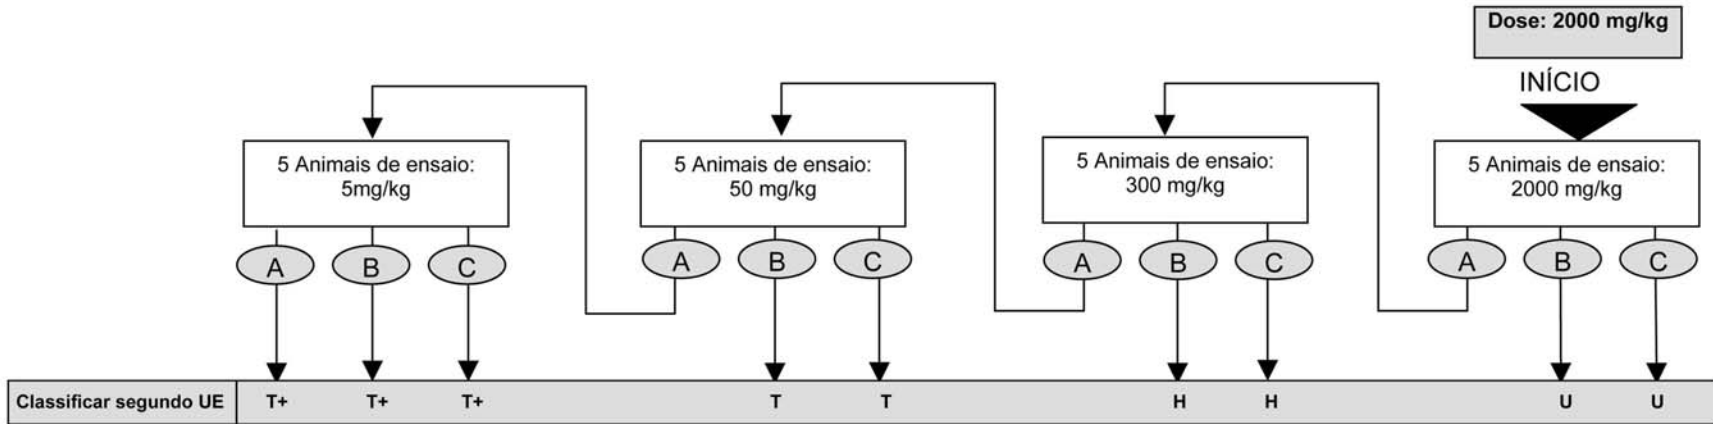 Dose: 2000 mg/kg
INÍCIO
5 Animais de ensaio:
5mg/kg
5 Animais de ensaio:
50 mg/kg
5 Animais de ensaio:
300 mg/kg
5 Animais de ensaio:
2000 mg/kg
A B C A B C A B C A B C
Classificar segundo UE T+ T+ T+ T T H H U U